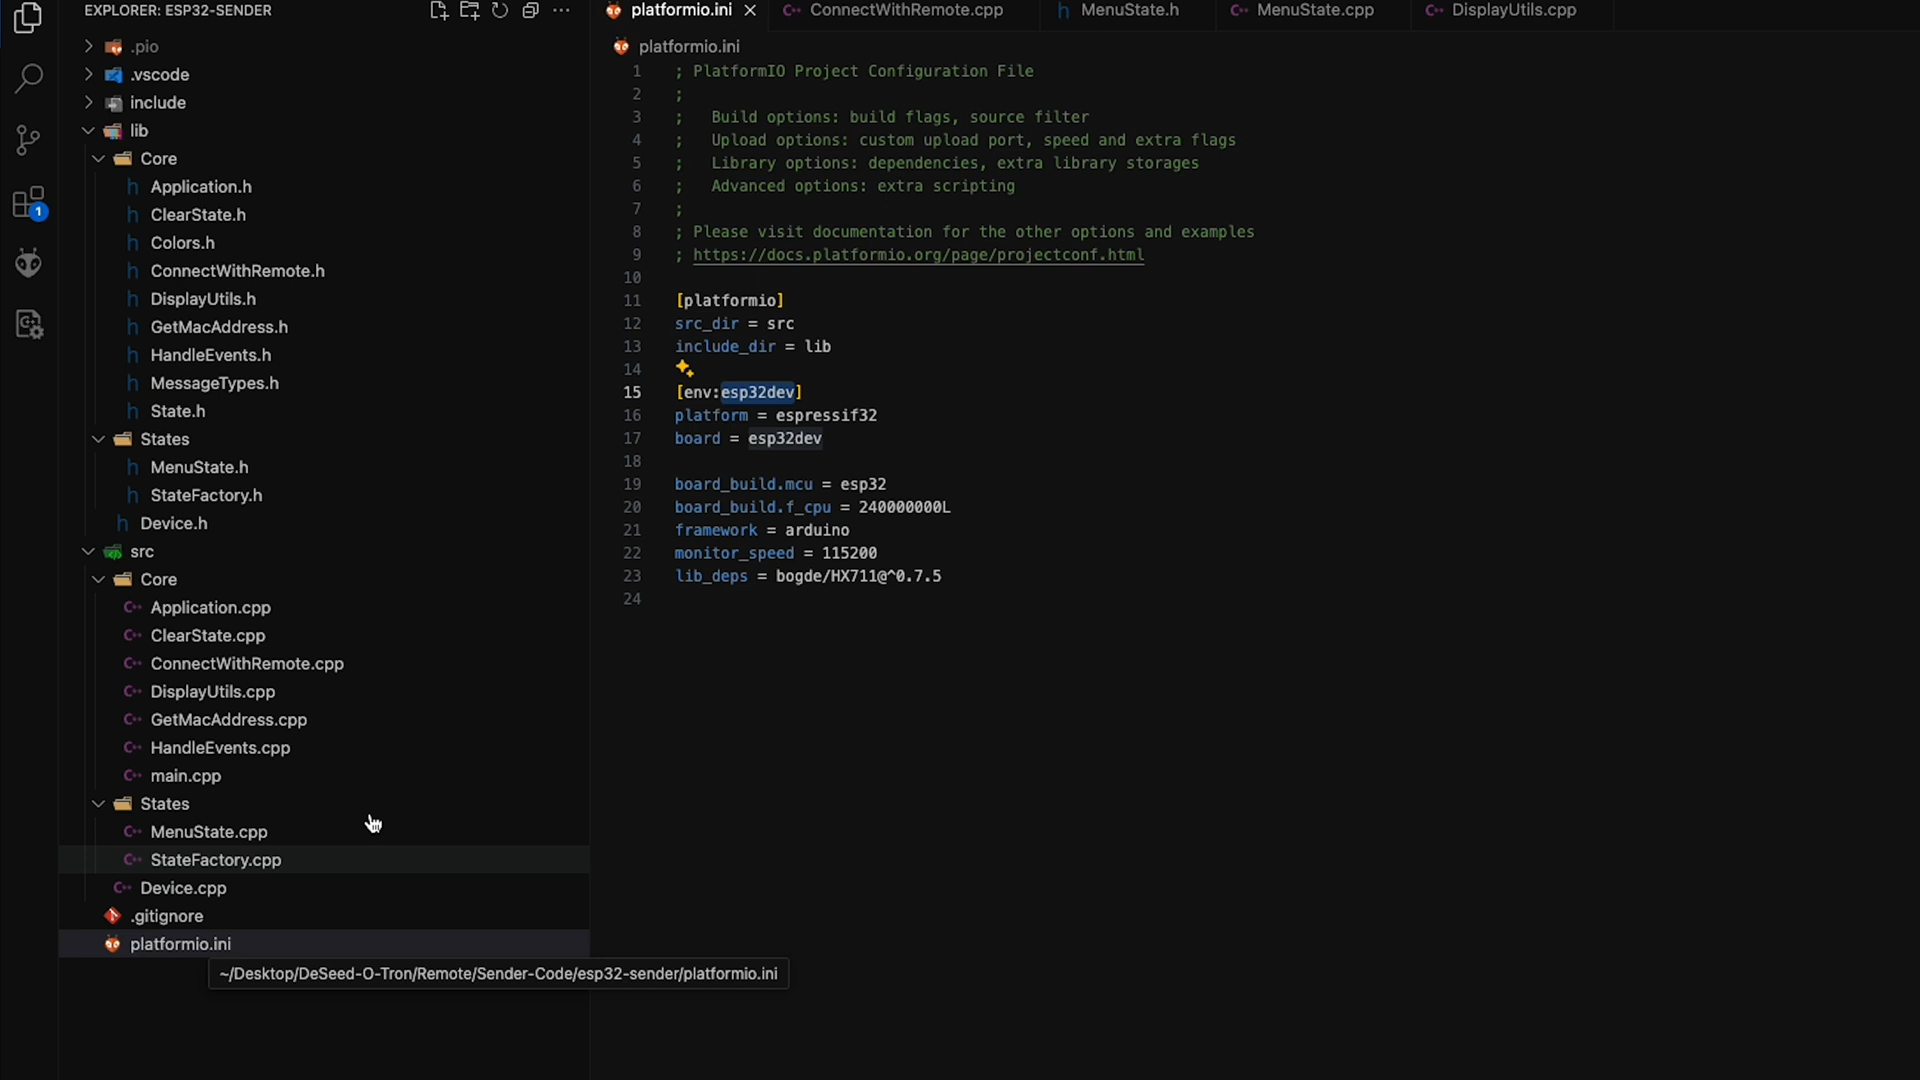 EXPLORER: ESP32-SENDER
.pio
.vscode
include
lib
Core
Application.h
ClearState.h
Colors.h
ConnectWithRemote.h
DisplayUtils.h
GetMacAddress.h
HandleEvents.h
MessageTypes.h
State.h
States
MenuState.h
StateFactory.h
Device.h
src
Core
Application.cpp
ClearState.cpp
ConnectWithRemote.cpp
DisplayUtils.cpp
GetMacAddress.cpp
HandleEvents.cpp
main.cpp
States
MenuState.cpp
StateFactory.cpp
Device.cpp
.gitignore
platformio.ini
~/Desktop/DeSeed-O-Tron/Remote/Sender-Code/esp32-sender/platformio.ini
1
platformio.ini ConnectWithRemote.cpp MenuState.h MenuState.cpp DisplayUtils.cpp
platformio.ini
1 ; PlatformIO Project Configuration File
2 ;
3 ;   Build options: build flags, source filter
4 ;   Upload options: custom upload port, speed and extra flags
5 ;   Library options: dependencies, extra library storages
6 ;   Advanced options: extra scripting
7 ;
8 ; Please visit documentation for the other options and examples
9 ; https://docs.platformio.org/page/projectconf.html
10
11 [platformio]
12 src_dir = src
13 include_dir = lib
14
15 [env:esp32dev]
16 platform = espressif32
17 board = esp32dev
18
19 board_build.mcu = esp32
20 board_build.f_cpu = 240000000L
21 framework = arduino
22 monitor_speed = 115200
23 lib_deps = bogde/HX711@^0.7.5
24